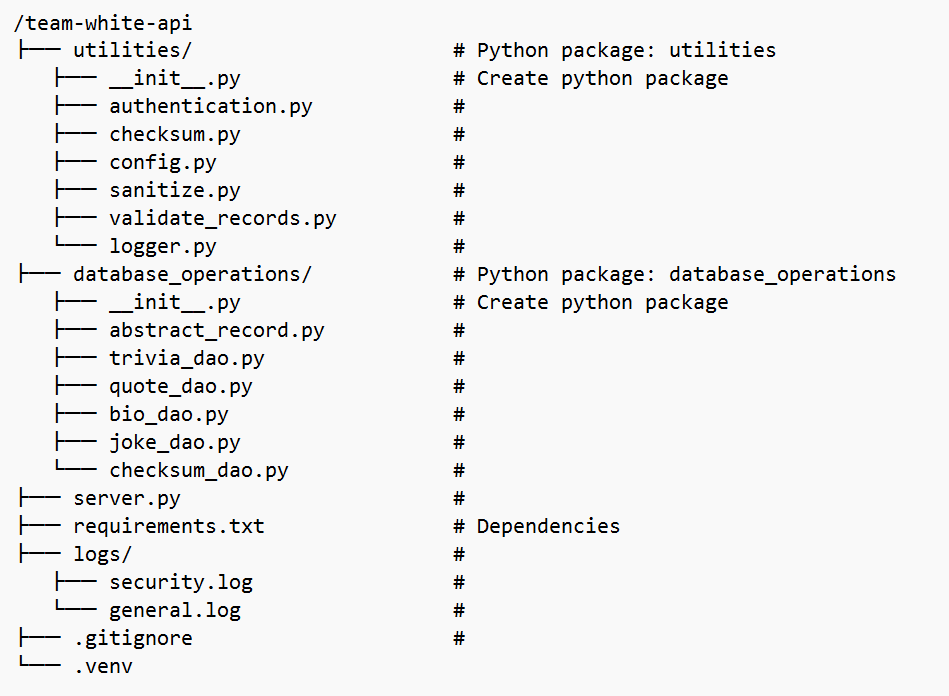 /team-white-api
├── utilities/                      # Python package: utilities
   ├── __init__.py                  # Create python package
   ├── authentication.py            #
   ├── checksum.py                  #
   ├── config.py                    #
   ├── sanitize.py                  #
   ├── validate_records.py          #
   └── logger.py                    #
├── database_operations/            # Python package: database_operations
   ├── __init__.py                  # Create python package
   ├── abstract_record.py           #
   ├── trivia_dao.py                #
   ├── quote_dao.py                 #
   ├── bio_dao.py                   #
   ├── joke_dao.py                  #
   └── checksum_dao.py              #
├── server.py                       #
├── requirements.txt                # Dependencies
├── logs/                           #
   ├── security.log                 #
   └── general.log                  #
├── .gitignore                      #
└── .venv